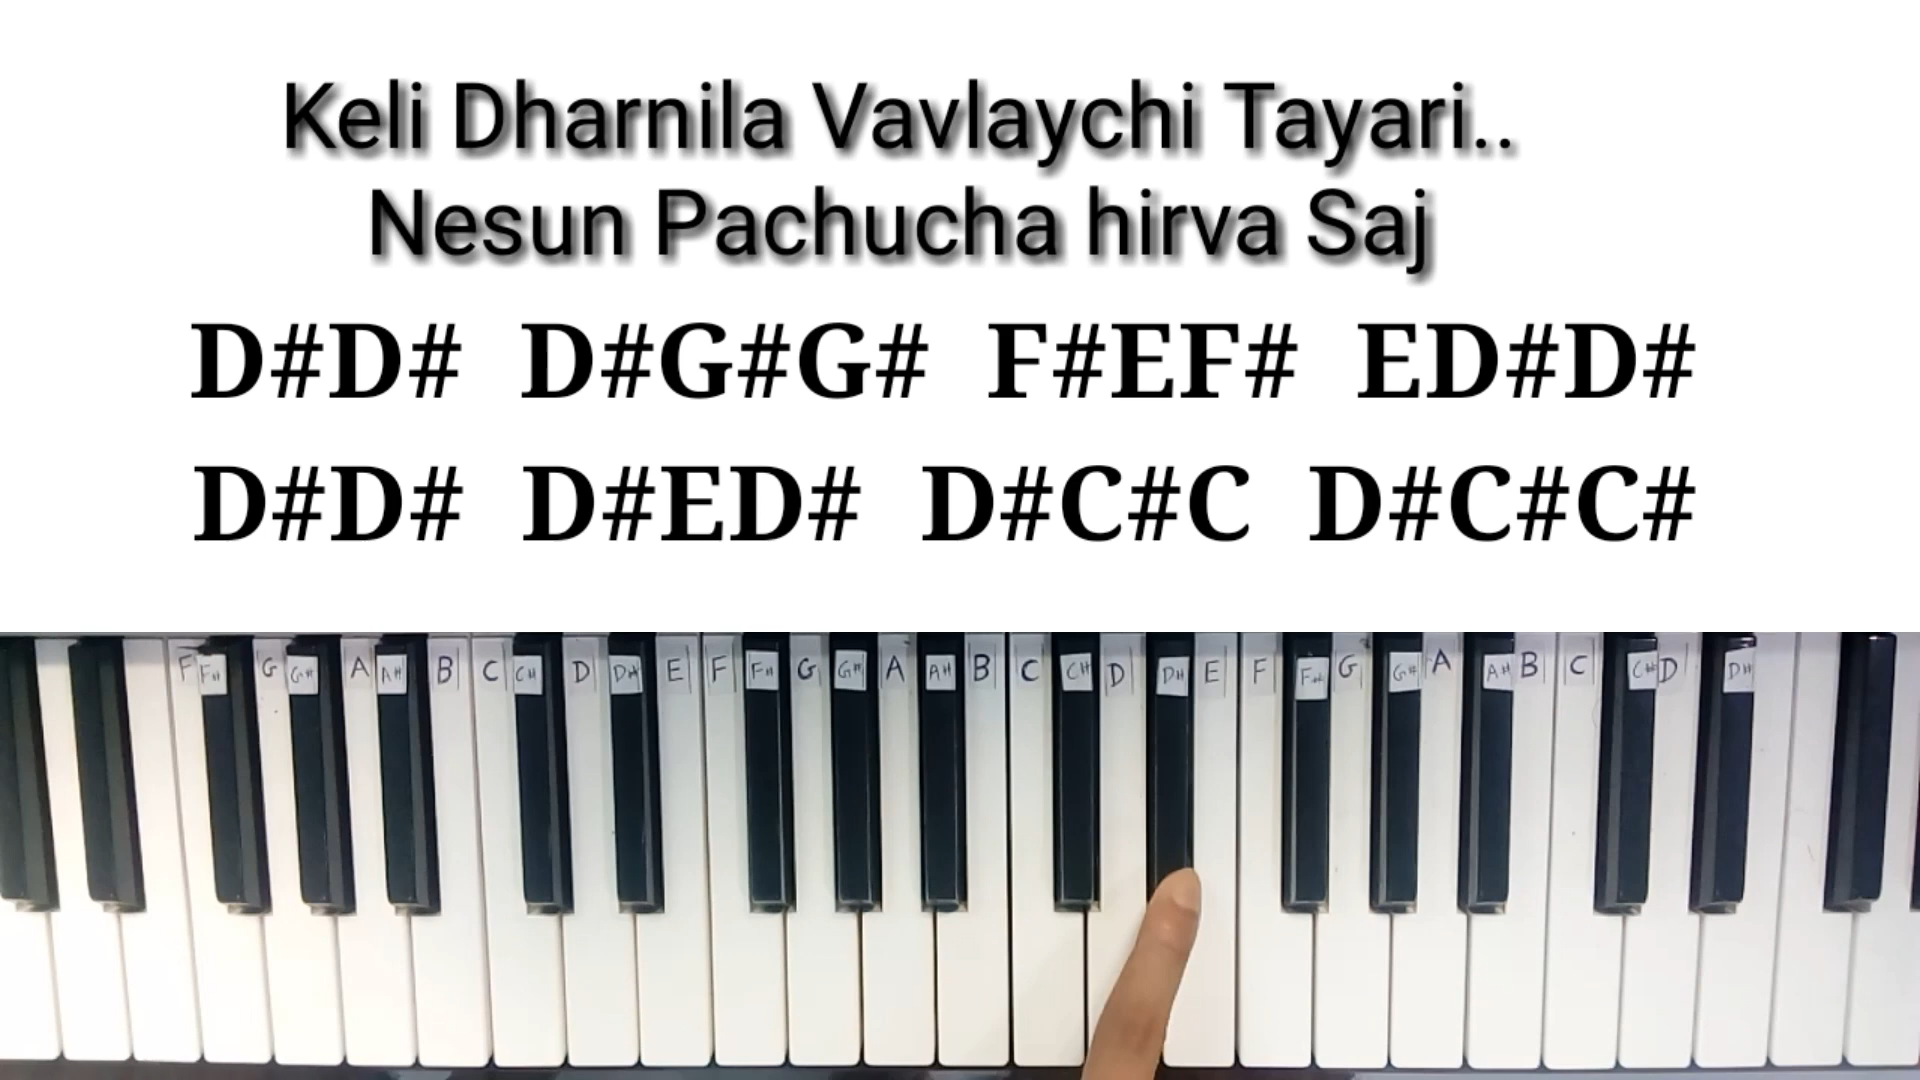 Keli Dharnila Vavlaychi Tayari..
Nesun Pachucha hirva Saj
D#D# D#G#G# F#EF# ED#D#
D#D# D#ED# D#C#C D#C#C#
F F# G G# A A# B C C# D D# E F F# G G# A A# B C C# D D# E F F# G G# A A# B C C# D D#